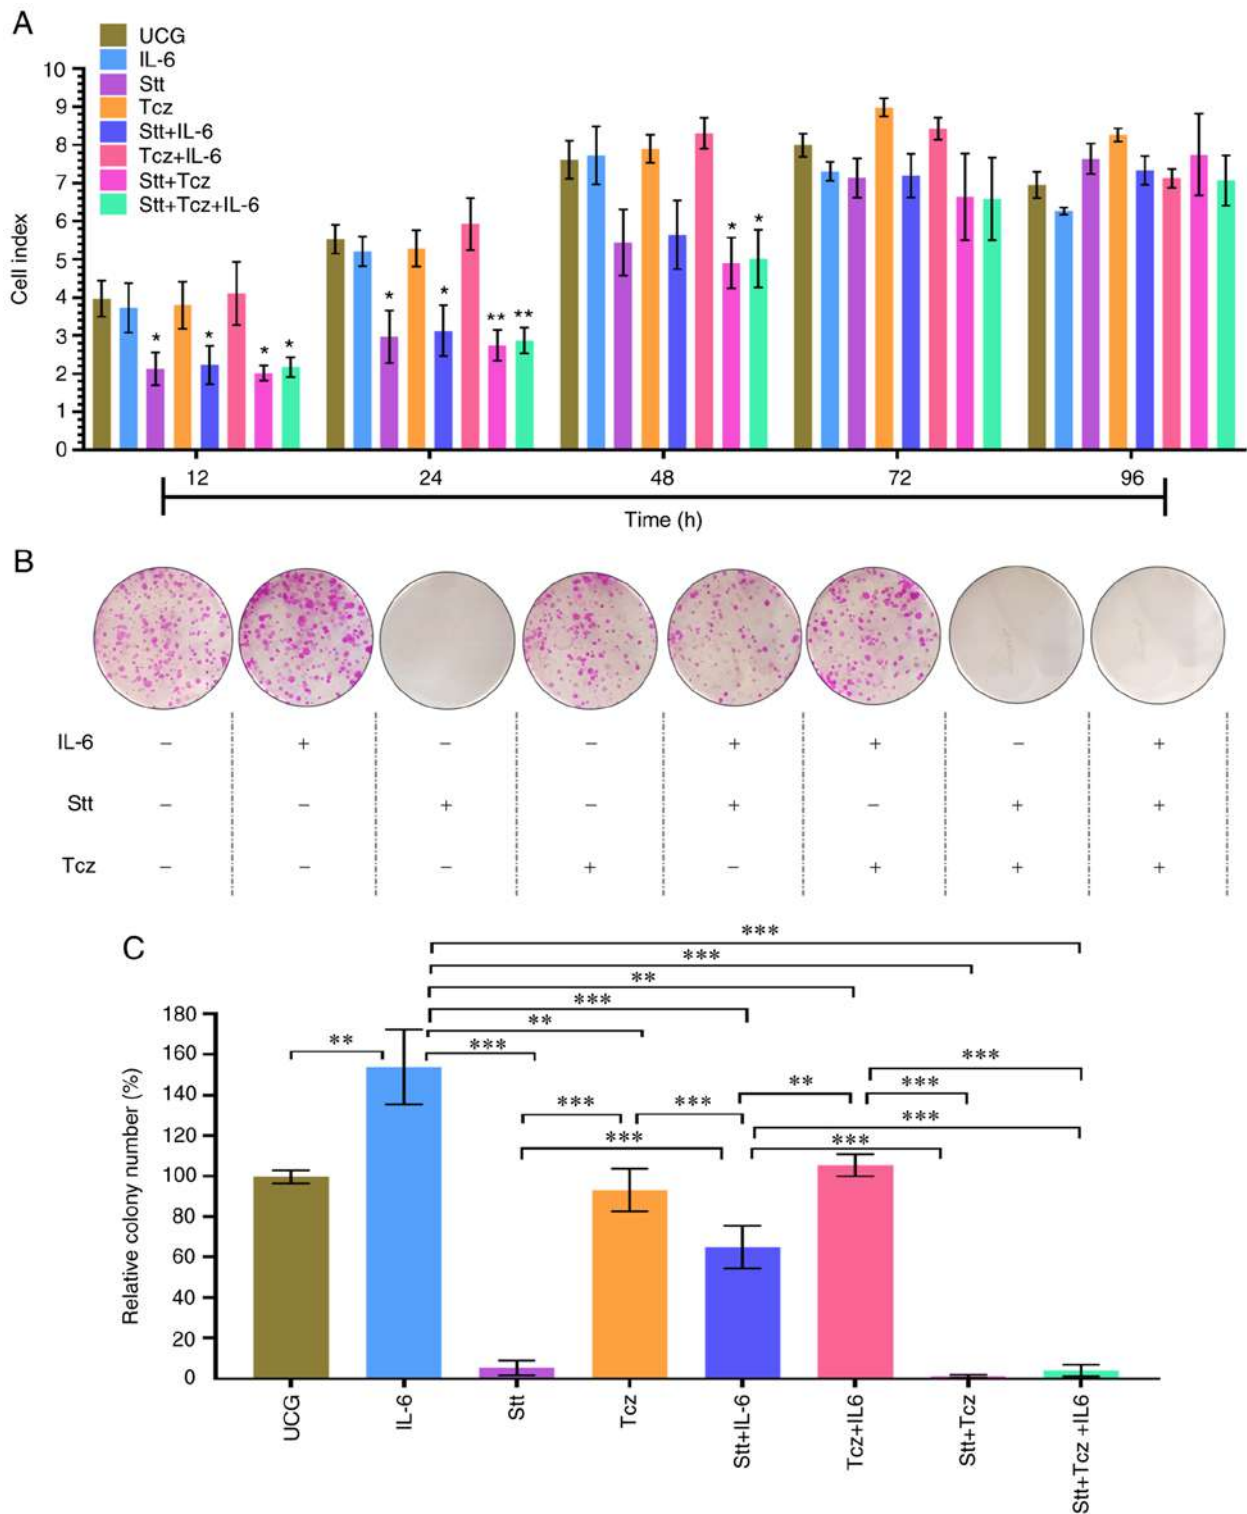 A
UCG
IL-6
Stt
Tcz
Stt+IL-6
Tcz+IL-6
Stt+Tcz
Stt+Tcz+IL-6
Cell index
10
9
8
7
6
5
4
3
2
1
0
* * * *
* * ** **
* *
12 24 48 72 96
Time (h)
B
IL-6 − + − − + + − +
Stt − − + − + − + +
Tcz − − − + − + + +
C
Relative colony number (%)
180
160
140
120
100
80
60
40
20
0
***
***
**
***
**
***
**
***
***
***
**
***
***
***
***
UCG
IL-6
Stt
Tcz
Stt+IL-6
Tcz+IL6
Stt+Tcz
Stt+Tcz +IL6